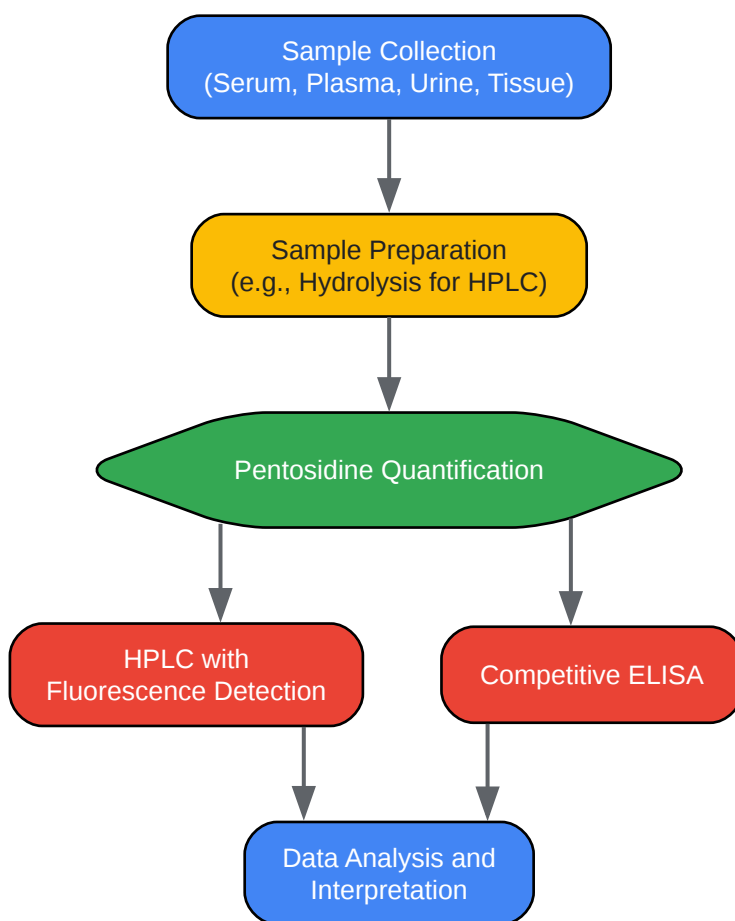 Sample Collection
(Serum, Plasma, Urine, Tissue)
Sample Preparation
(e.g., Hydrolysis for HPLC)
Pentosidine Quantification
HPLC with
Fluorescence Detection
Competitive ELISA
Data Analysis and
Interpretation